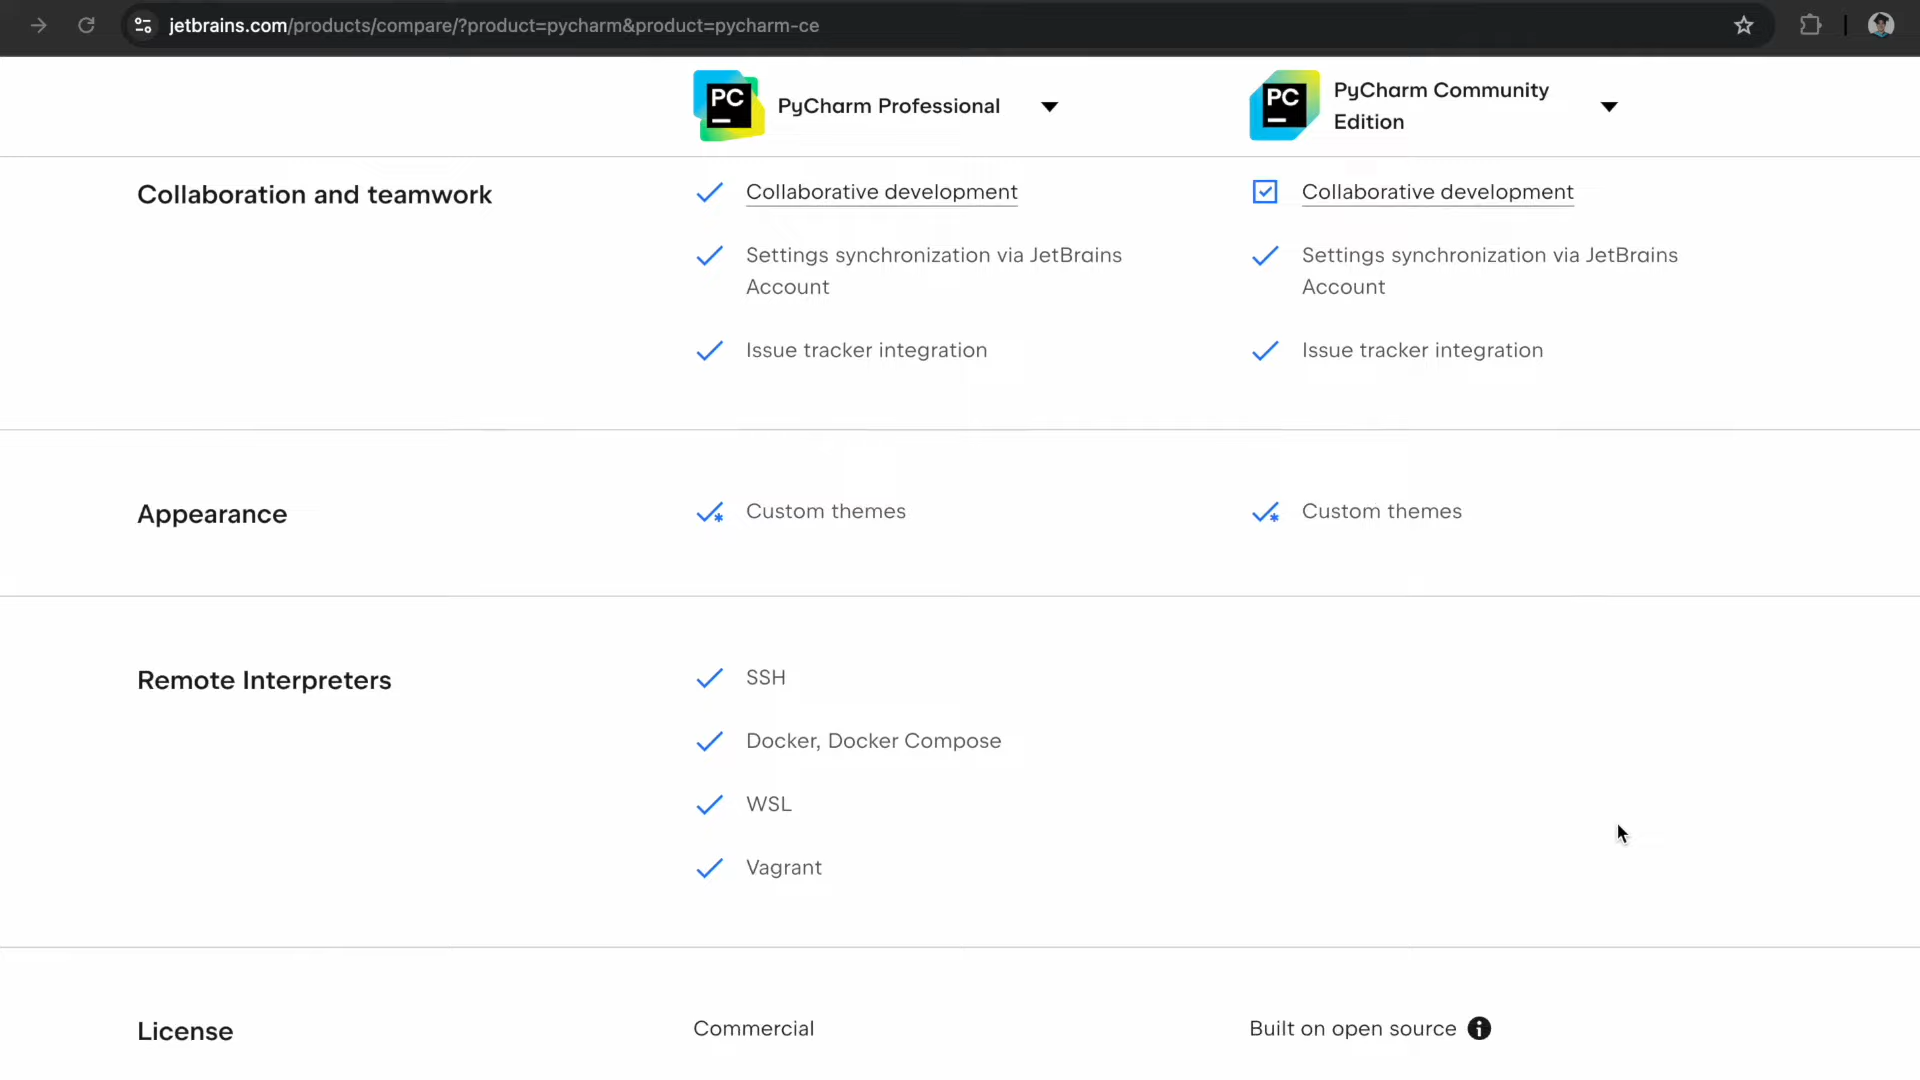 jetbrains.com/products/compare/?product=pycharm&product=pycharm-ce
PC
PyCharm Professional
PC
PyCharm Community
Edition
Collaboration and teamwork
Collaborative development
Collaborative development
Settings synchronization via JetBrains
Account
Settings synchronization via JetBrains
Account
Issue tracker integration
Issue tracker integration
Appearance
Custom themes
Custom themes
Remote Interpreters
SSH
Docker, Docker Compose
WSL
Vagrant
License
Commercial
Built on open source